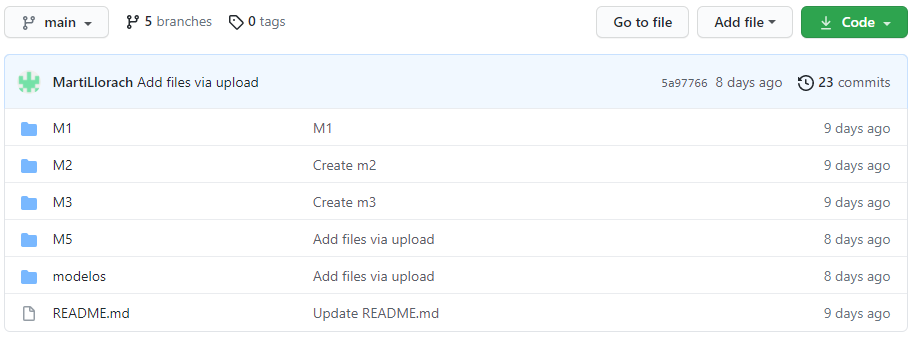 main 5 branches 0 tags Go to file Add file Code
MartiLlorach Add files via upload 5a97766 8 days ago 23 commits
M1 M1 9 days ago
M2 Create m2 9 days ago
M3 Create m3 9 days ago
M5 Add files via upload 8 days ago
modelos Add files via upload 8 days ago
README.md Update README.md 9 days ago